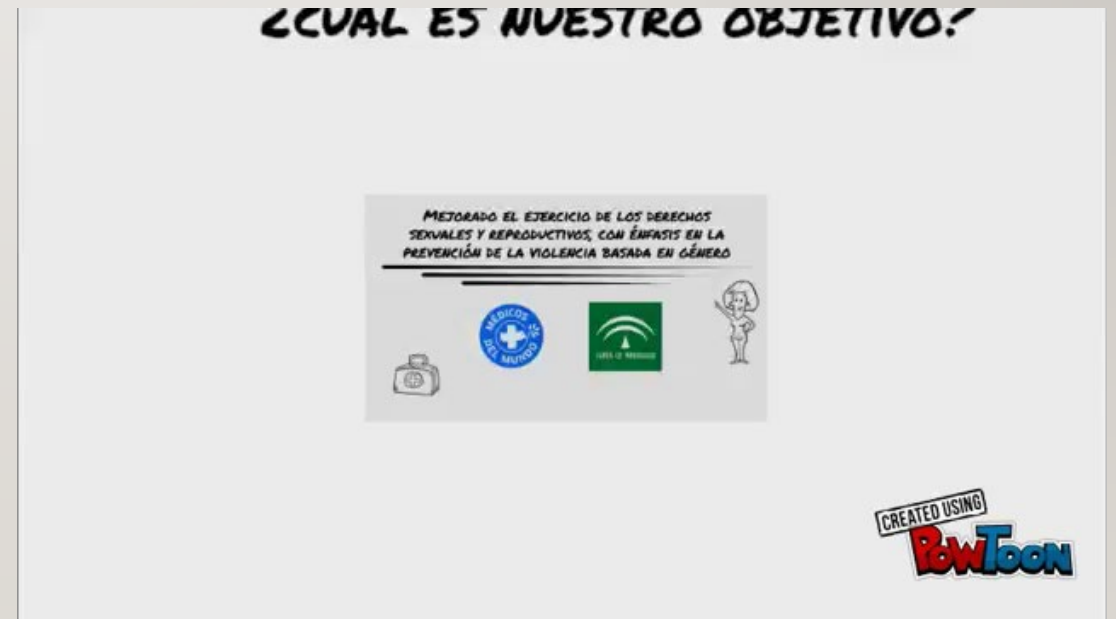 ¿CUAL ES NUESTRO OBJETIVO?
MEJORADO EL EJERCICIO DE LOS DERECHOS
SEXUALES Y REPRODUCTIVOS, CON ÉNFASIS EN LA
PREVENCIÓN DE LA VIOLENCIA BASADA EN GÉNERO
MÉDICOS
DEL MUNDO
CREATED USING
POWTOON